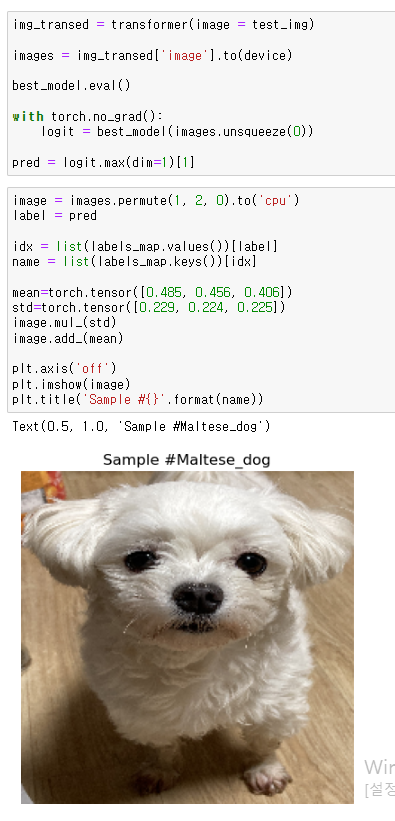 img_transed = transformer(image = test_img)
images = img_transed['image'].to(device)
best_model.eval()
with torch.no_grad():
    logit = best_model(images.unsqueeze(0))
pred = logit.max(dim=1)[1]
image = images.permute(1, 2, 0).to('cpu')
label = pred
idx = list(labels_map.values())[label]
name = list(labels_map.keys())[idx]
mean=torch.tensor([0.485, 0.456, 0.406])
std=torch.tensor([0.229, 0.224, 0.225])
image.mul_(std)
image.add_(mean)
plt.axis('off')
plt.imshow(image)
plt.title('Sample #{}'.format(name))
Text(0.5, 1.0, 'Sample #Maltese_dog')
Sample #Maltese_dog
[설정